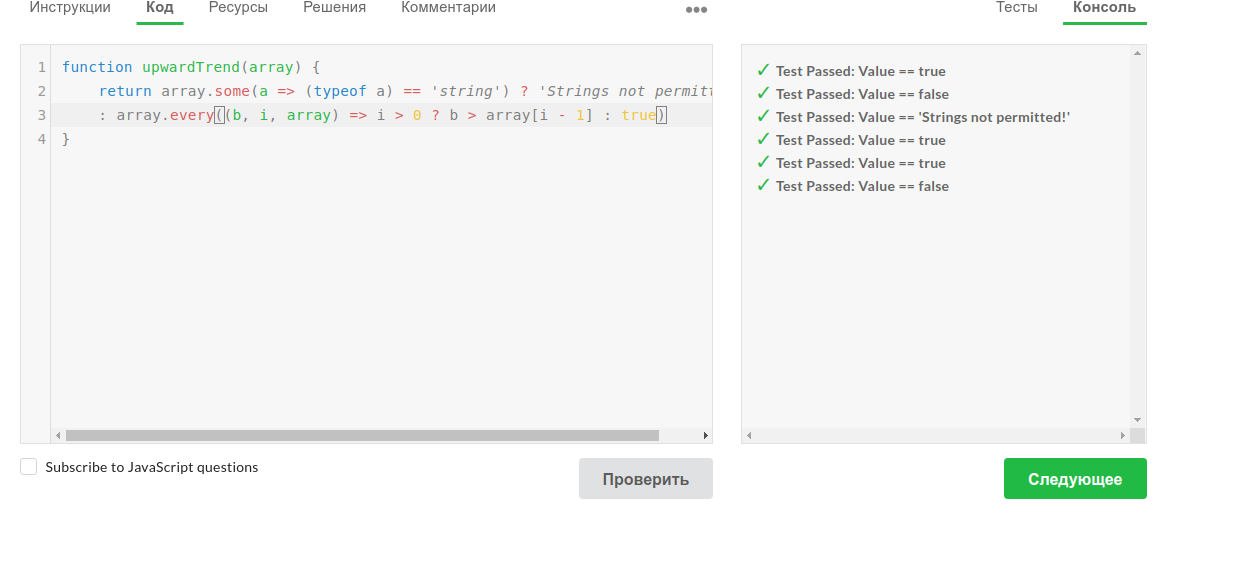 Инструкции Код Ресурсы Решения Комментарии ••• Тесты Консоль
1 function upwardTrend(array) {
2 return array.some(a => (typeof a) == 'string') ? 'Strings not
3 : array.every((b, i, array) => i > 0 ? b > array[i - 1] : true)
4 }
✓ Test Passed: Value == true
✓ Test Passed: Value == false
✓ Test Passed: Value == 'Strings not permitted!'
✓ Test Passed: Value == true
✓ Test Passed: Value == true
✓ Test Passed: Value == false
Subscribe to JavaScript questions
Проверить
Следующее